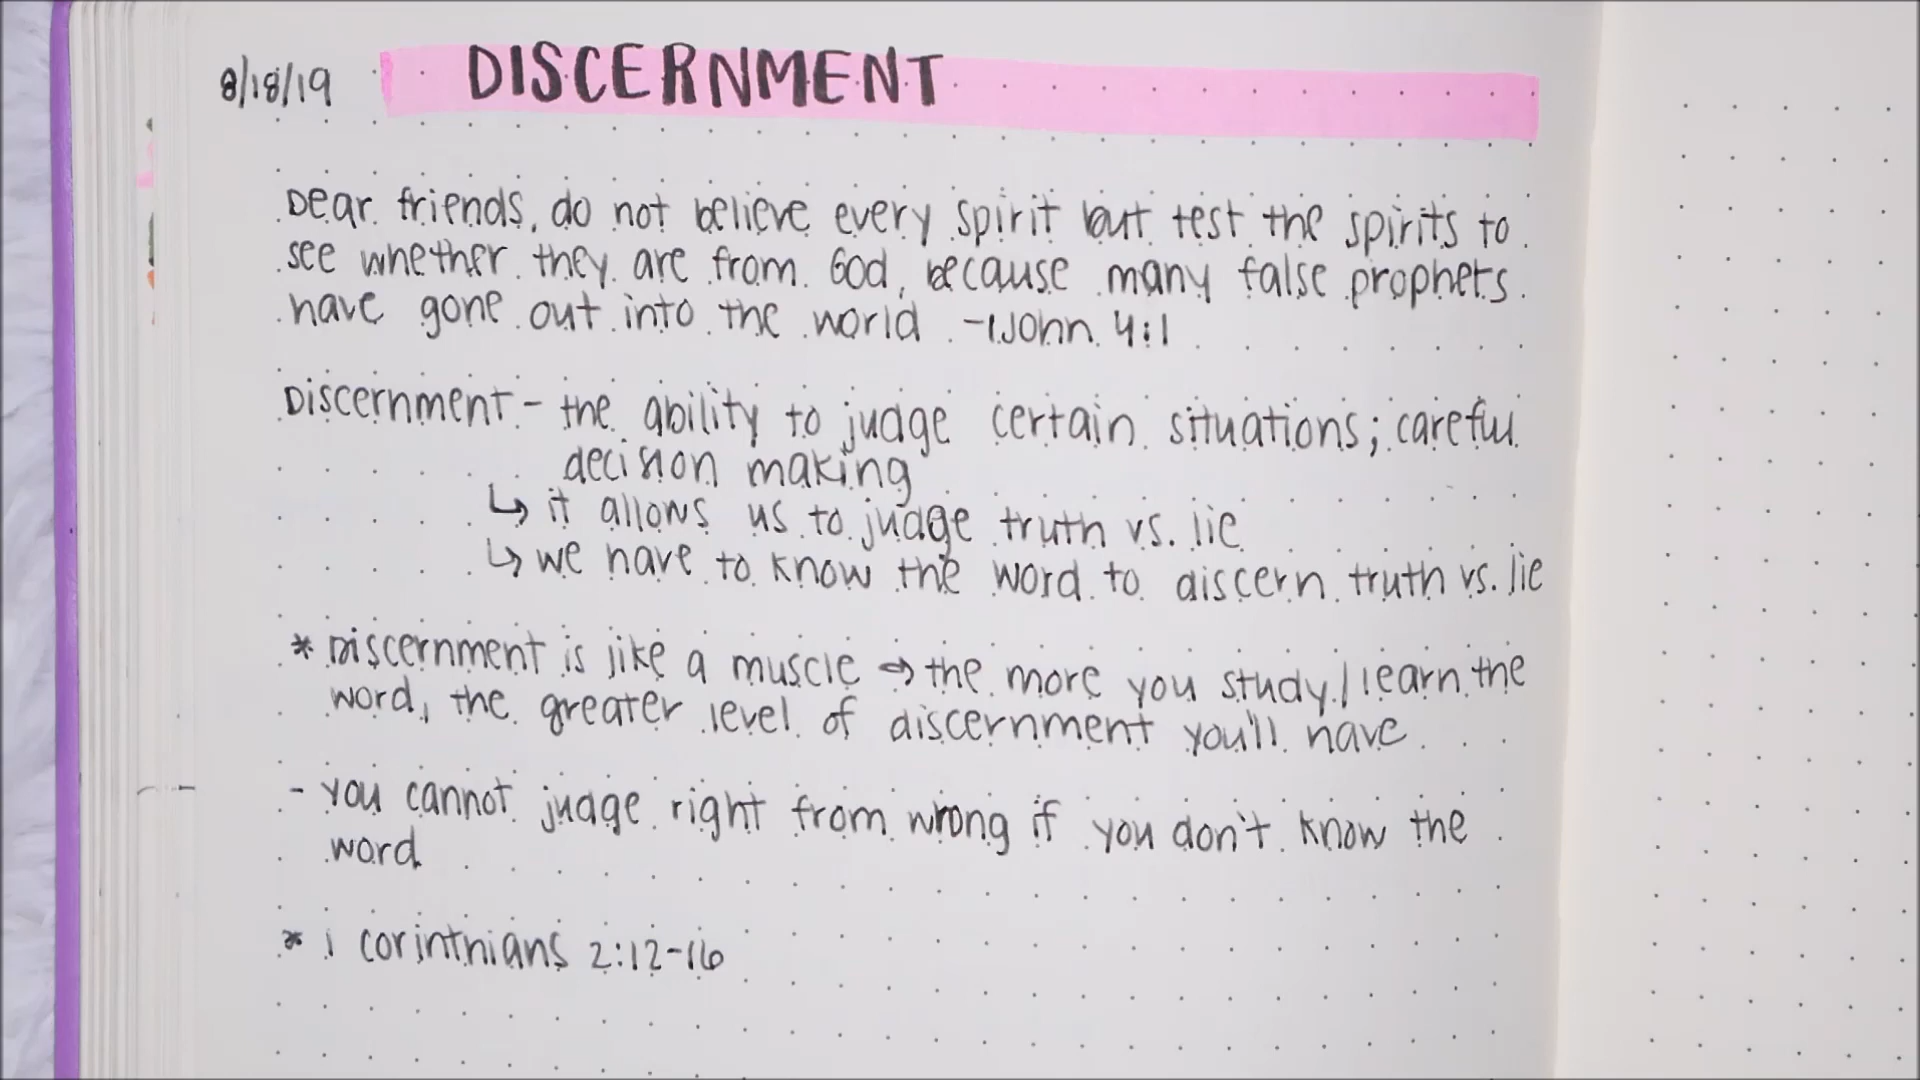 8/18/19 DISCERNMENT
Dear friends, do not believe every spirit but test the spirits to
see whether they are from God, because many false prophets
have gone out into the world -1 John 4:1
Discernment - the ability to judge certain situations; careful
decision making
↳ it allows us to judge truth vs. lie
↳ we have to know the word to discern truth vs. lie
* Discernment is like a muscle → the more you study/learn the
word, the greater level of discernment you'll have
- you cannot judge right from wrong if you don't know the
word
* 1 corinthians 2:12-16